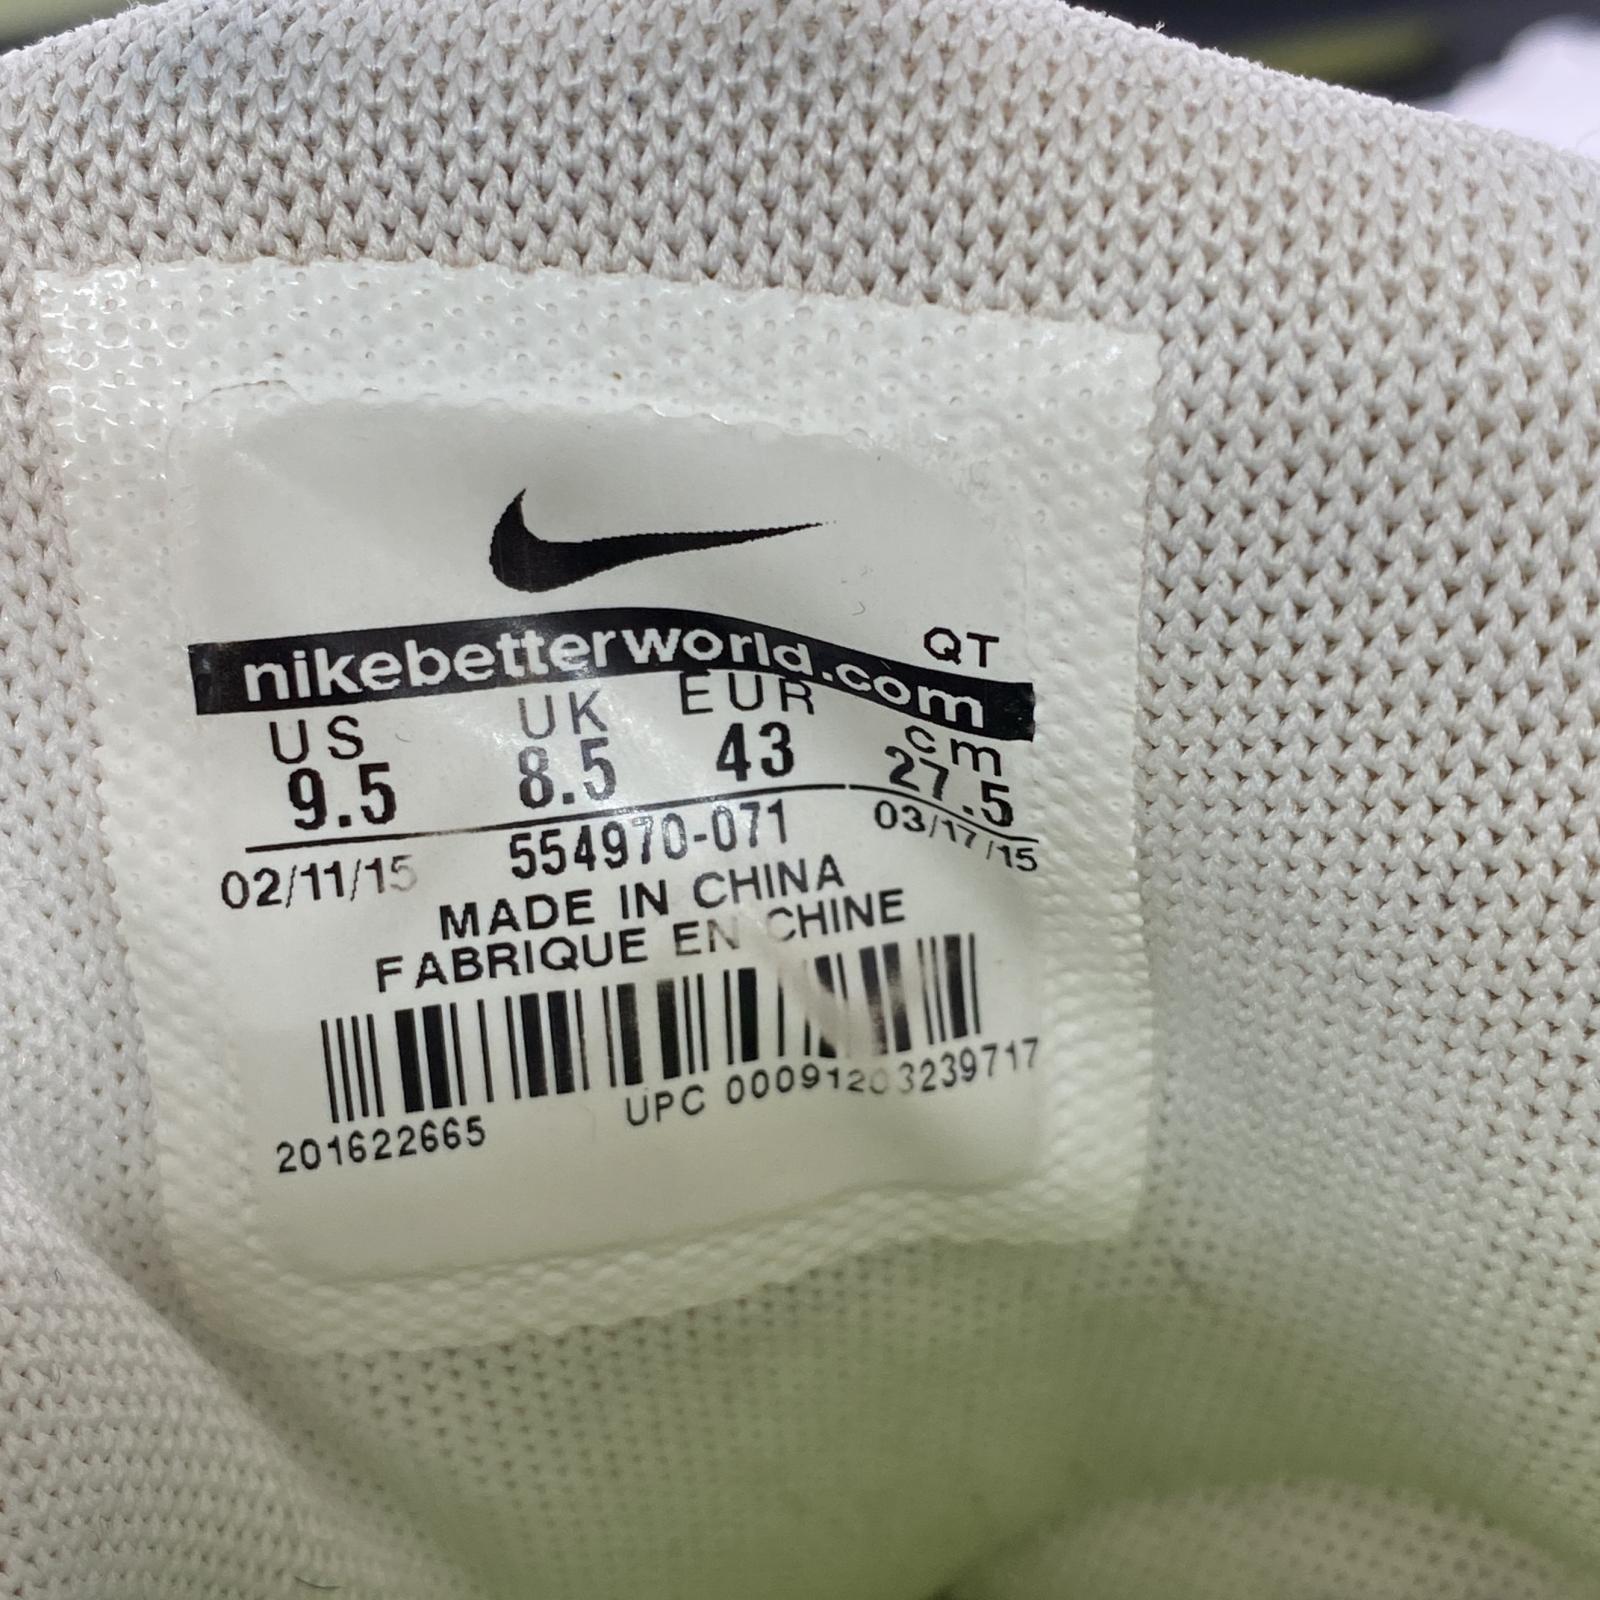 nikebetterworld.com
QT
US UK EUR cm
9.5 8.5 43 27.5
02/11/15 554970-071 03/17/15
MADE IN CHINA
FABRIQUE EN CHINE
201622665 UPC 00091203239717